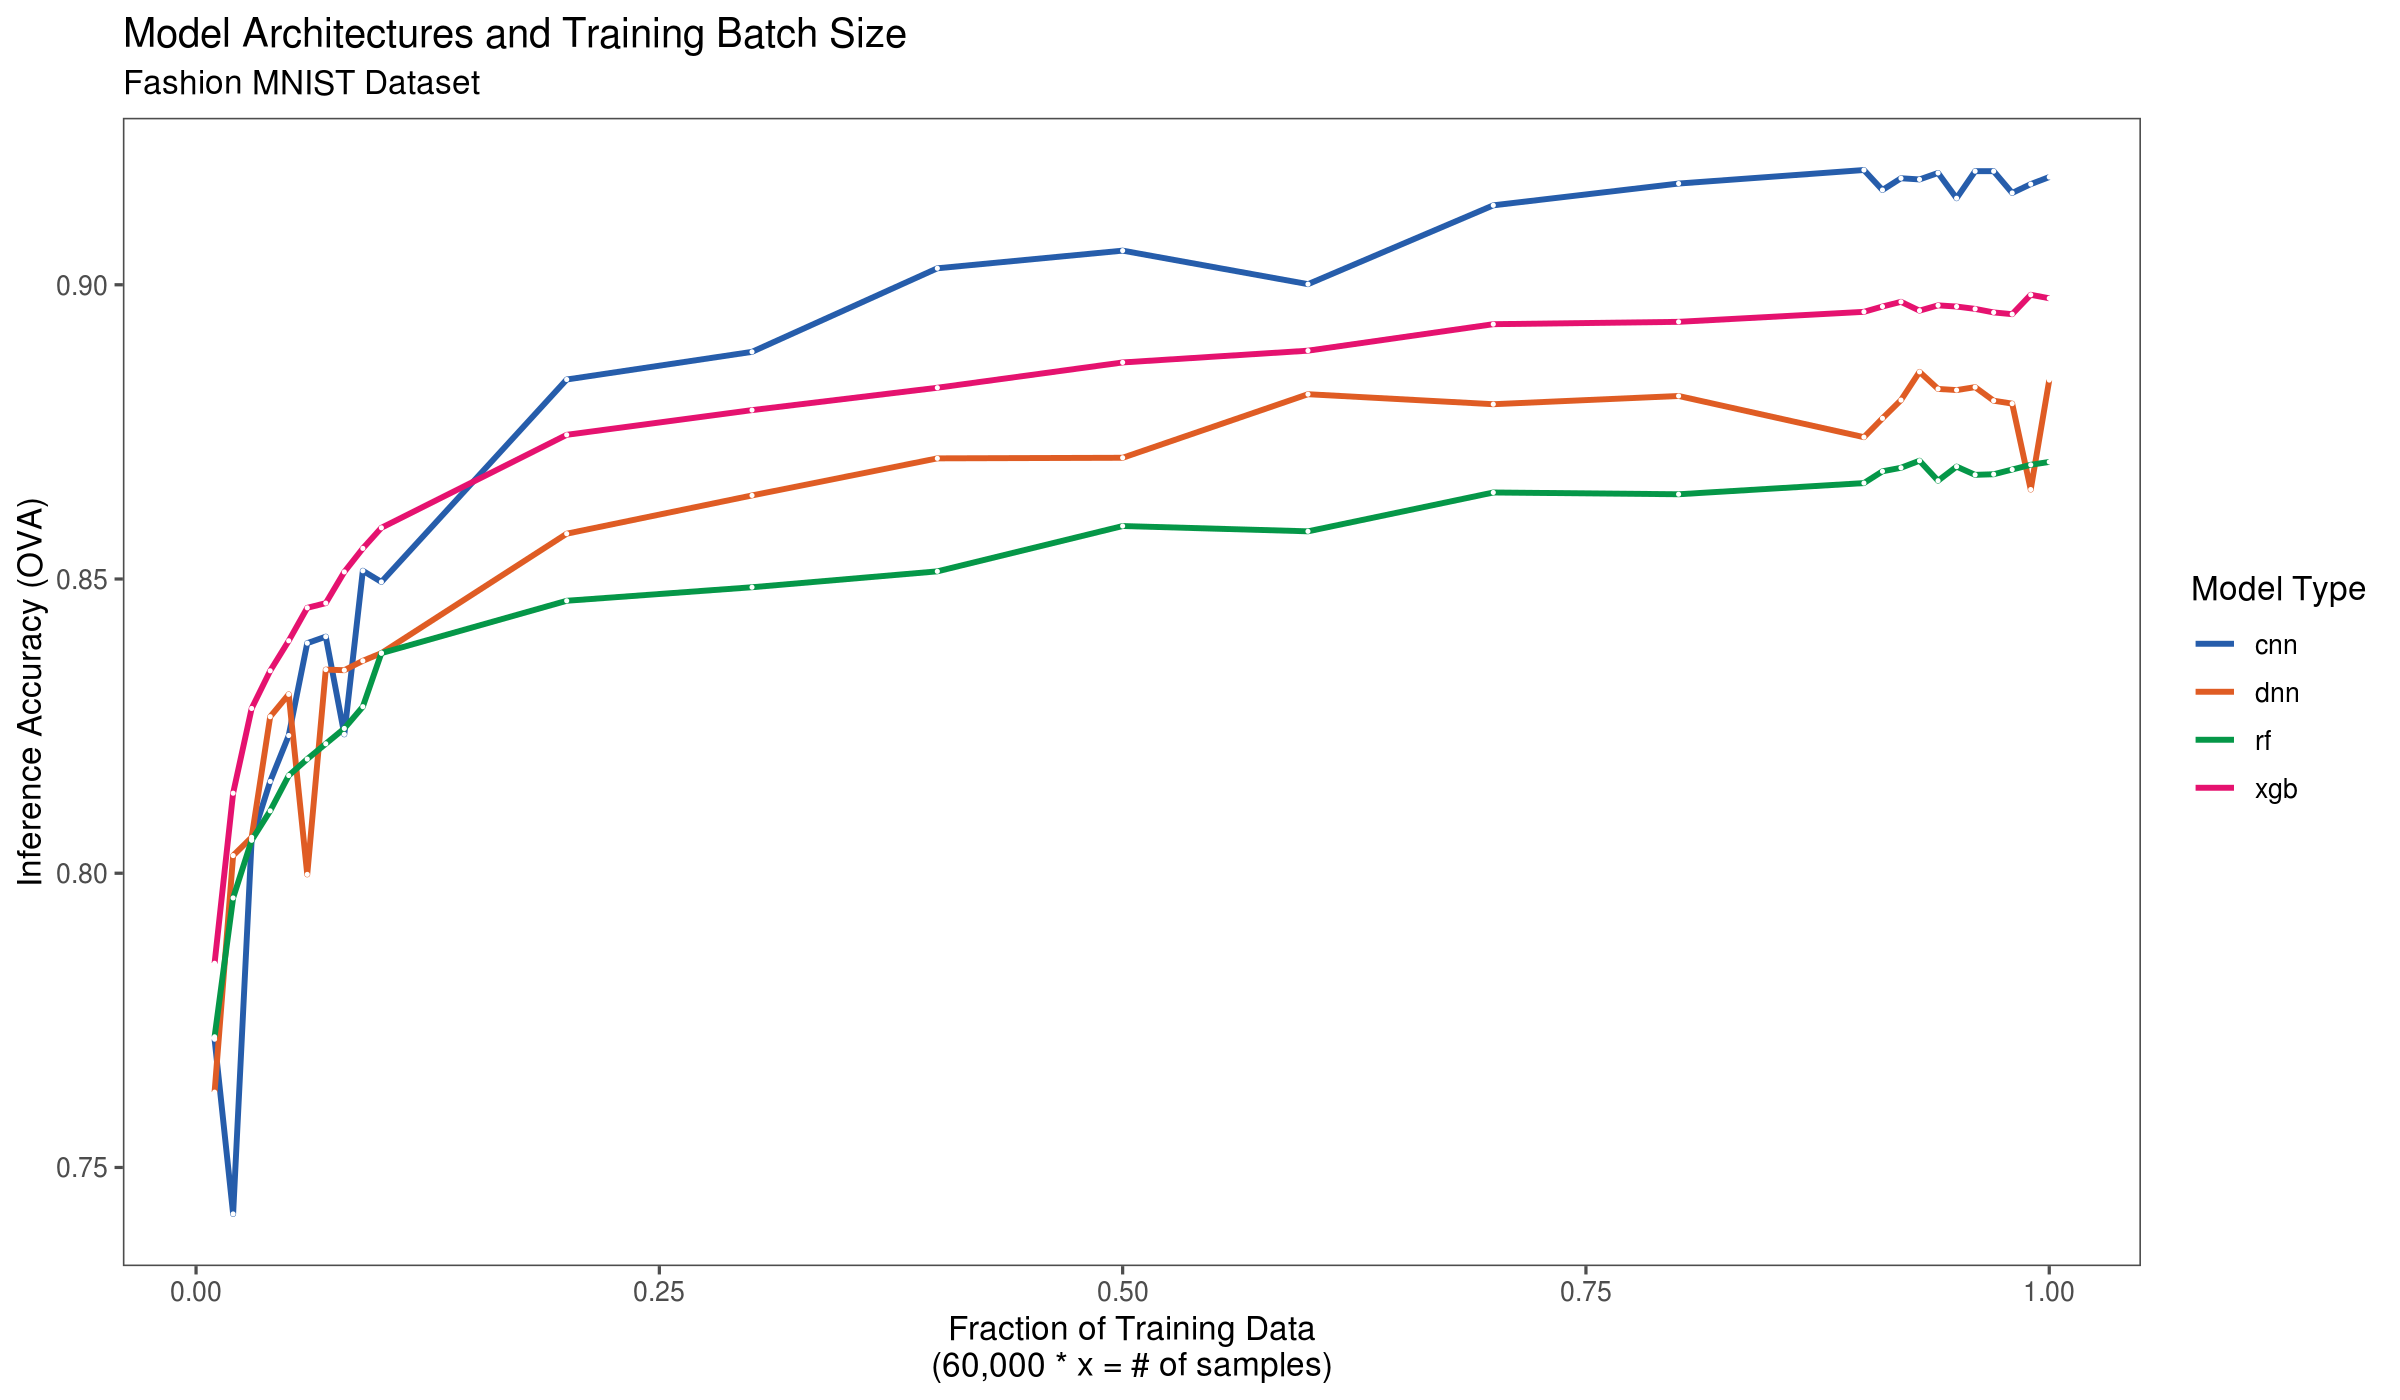 Model Architectures and Training Batch Size
Fashion MNIST Dataset
Inference Accuracy (OVA)
0.90
0.85
0.80
0.75
0.00
0.25
0.50
0.75
1.00
Fraction of Training Data
(60,000 * x = # of samples)
Model Type
cnn
dnn
rf
xgb